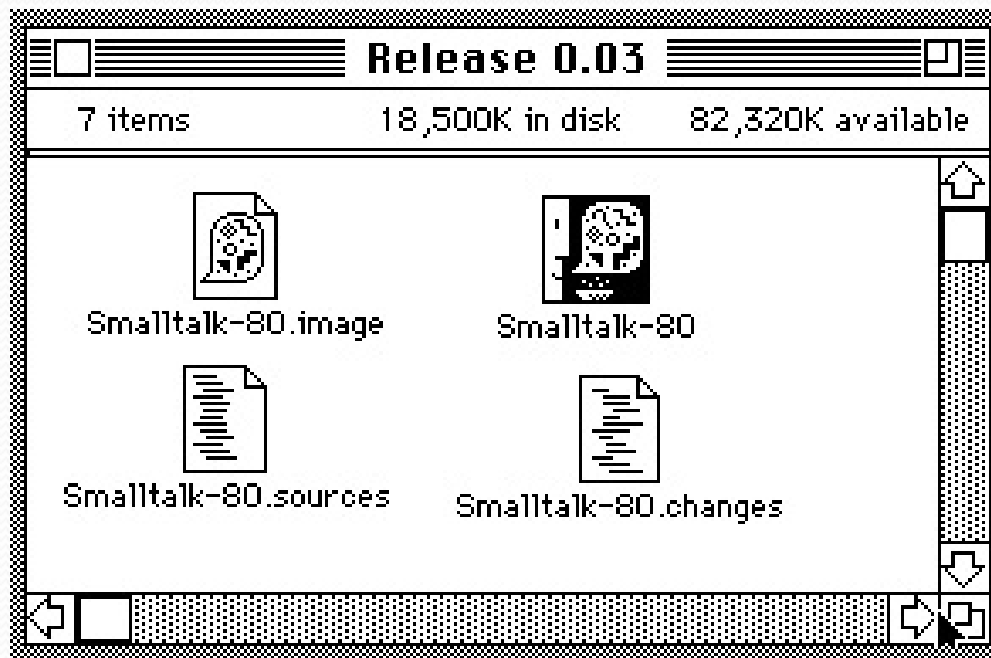 Release 0.03
7 items 18,500K in disk 82,320K available
Smalltalk-80.image Smalltalk-80
Smalltalk-80.sources Smalltalk-80.changes